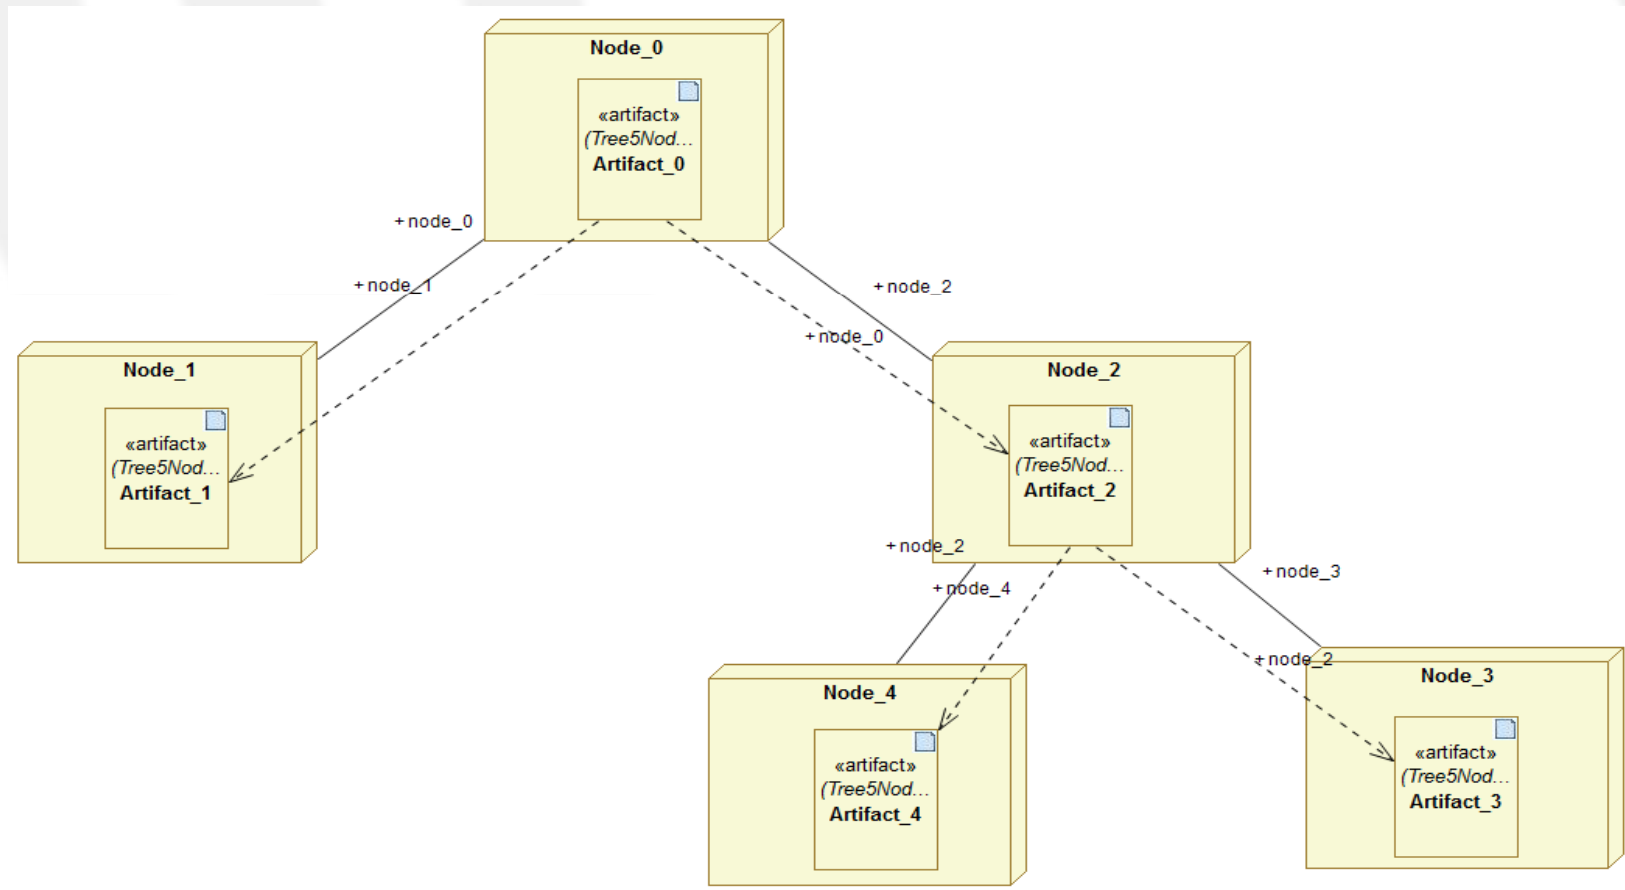 Node_0
«artifact»
(Tree5Nod...
Artifact_0
+ node_0
+ node_1
+ node_2
+ node_0
Node_1
«artifact»
(Tree5Nod...
Artifact_1
Node_2
«artifact»
(Tree5Nod...
Artifact_2
+ node_2
+ node_4
+ node_3
+ node_2
Node_4
«artifact»
(Tree5Nod...
Artifact_4
Node_3
«artifact»
(Tree5Nod...
Artifact_3